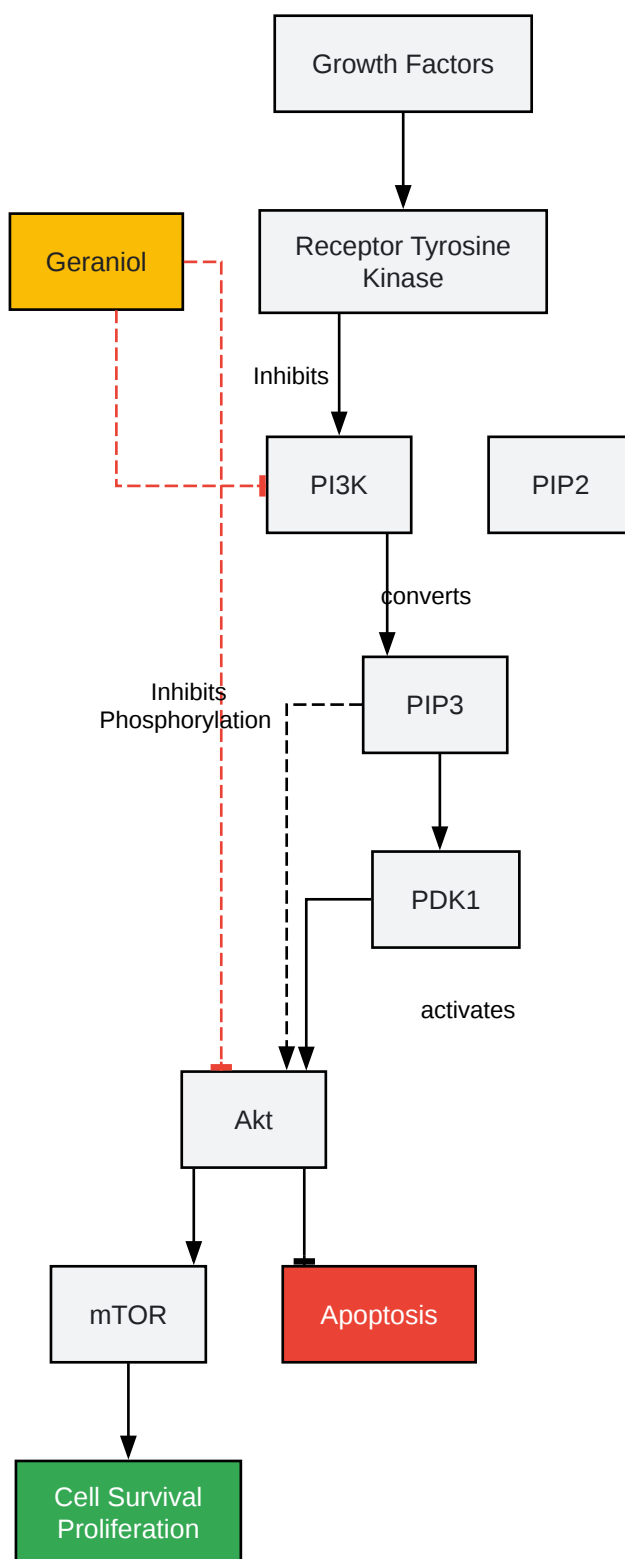 Growth Factors
Geraniol
Receptor Tyrosine
Kinase
Inhibits
PI3K
PIP2
converts
Inhibits
Phosphorylation
PIP3
PDK1
activates
Akt
mTOR
Apoptosis
Cell Survival
Proliferation